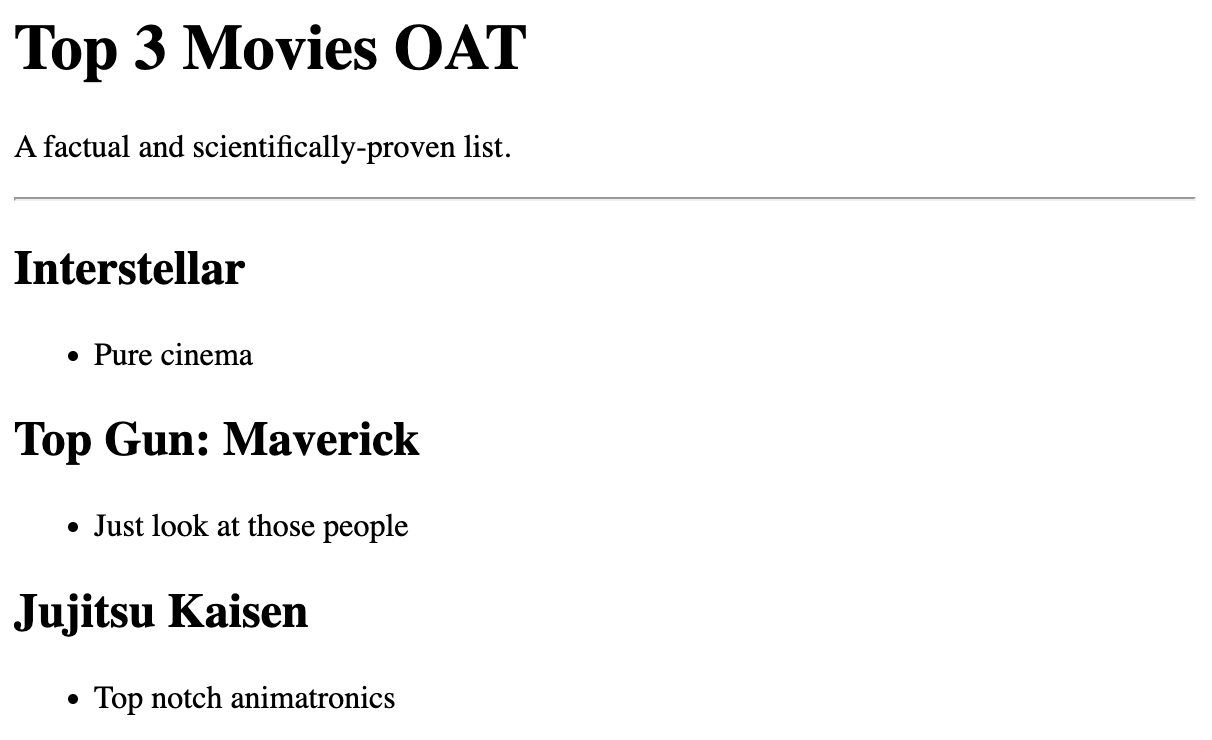 Top 3 Movies OAT
A factual and scientifically-proven list.
Interstellar
• Pure cinema
Top Gun: Maverick
• Just look at those people
Jujitsu Kaisen
• Top notch animatronics